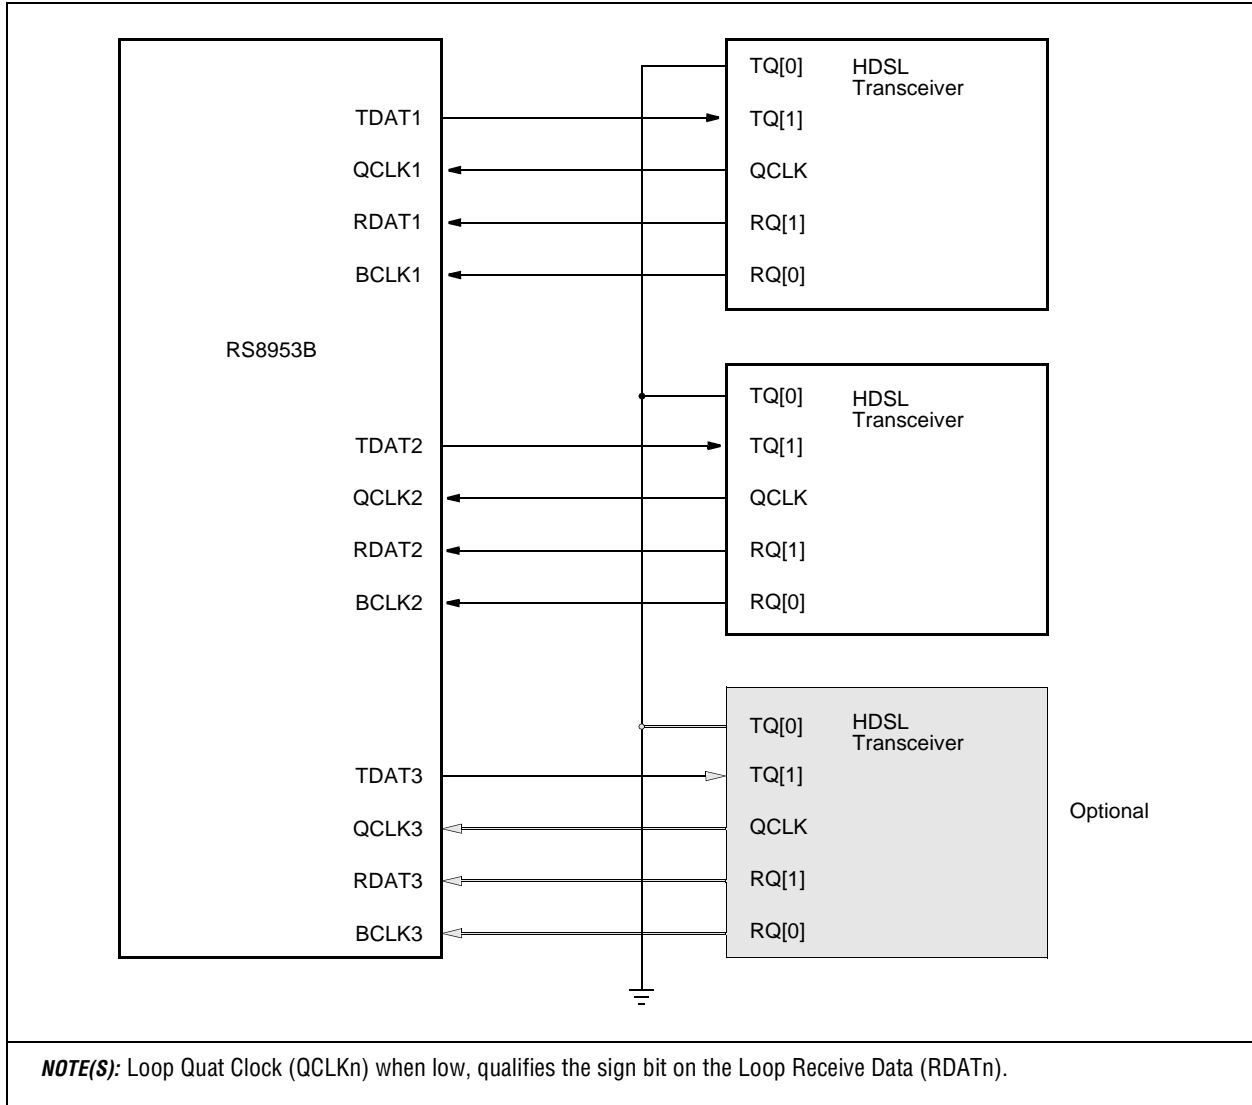 TQ[0] HDSL
Transceiver
TDAT1 TQ[1]
QCLK1 QCLK
RDAT1 RQ[1]
BCLK1 RQ[0]
RS8953B
TQ[0] HDSL
Transceiver
TDAT2 TQ[1]
QCLK2 QCLK
RDAT2 RQ[1]
BCLK2 RQ[0]
TQ[0] HDSL
Transceiver
TDAT3 TQ[1]
Optional
QCLK3 QCLK
RDAT3 RQ[1]
BCLK3 RQ[0]
NOTE(S): Loop Quat Clock (QCLKn) when low, qualifies the sign bit on the Loop Receive Data (RDATn).